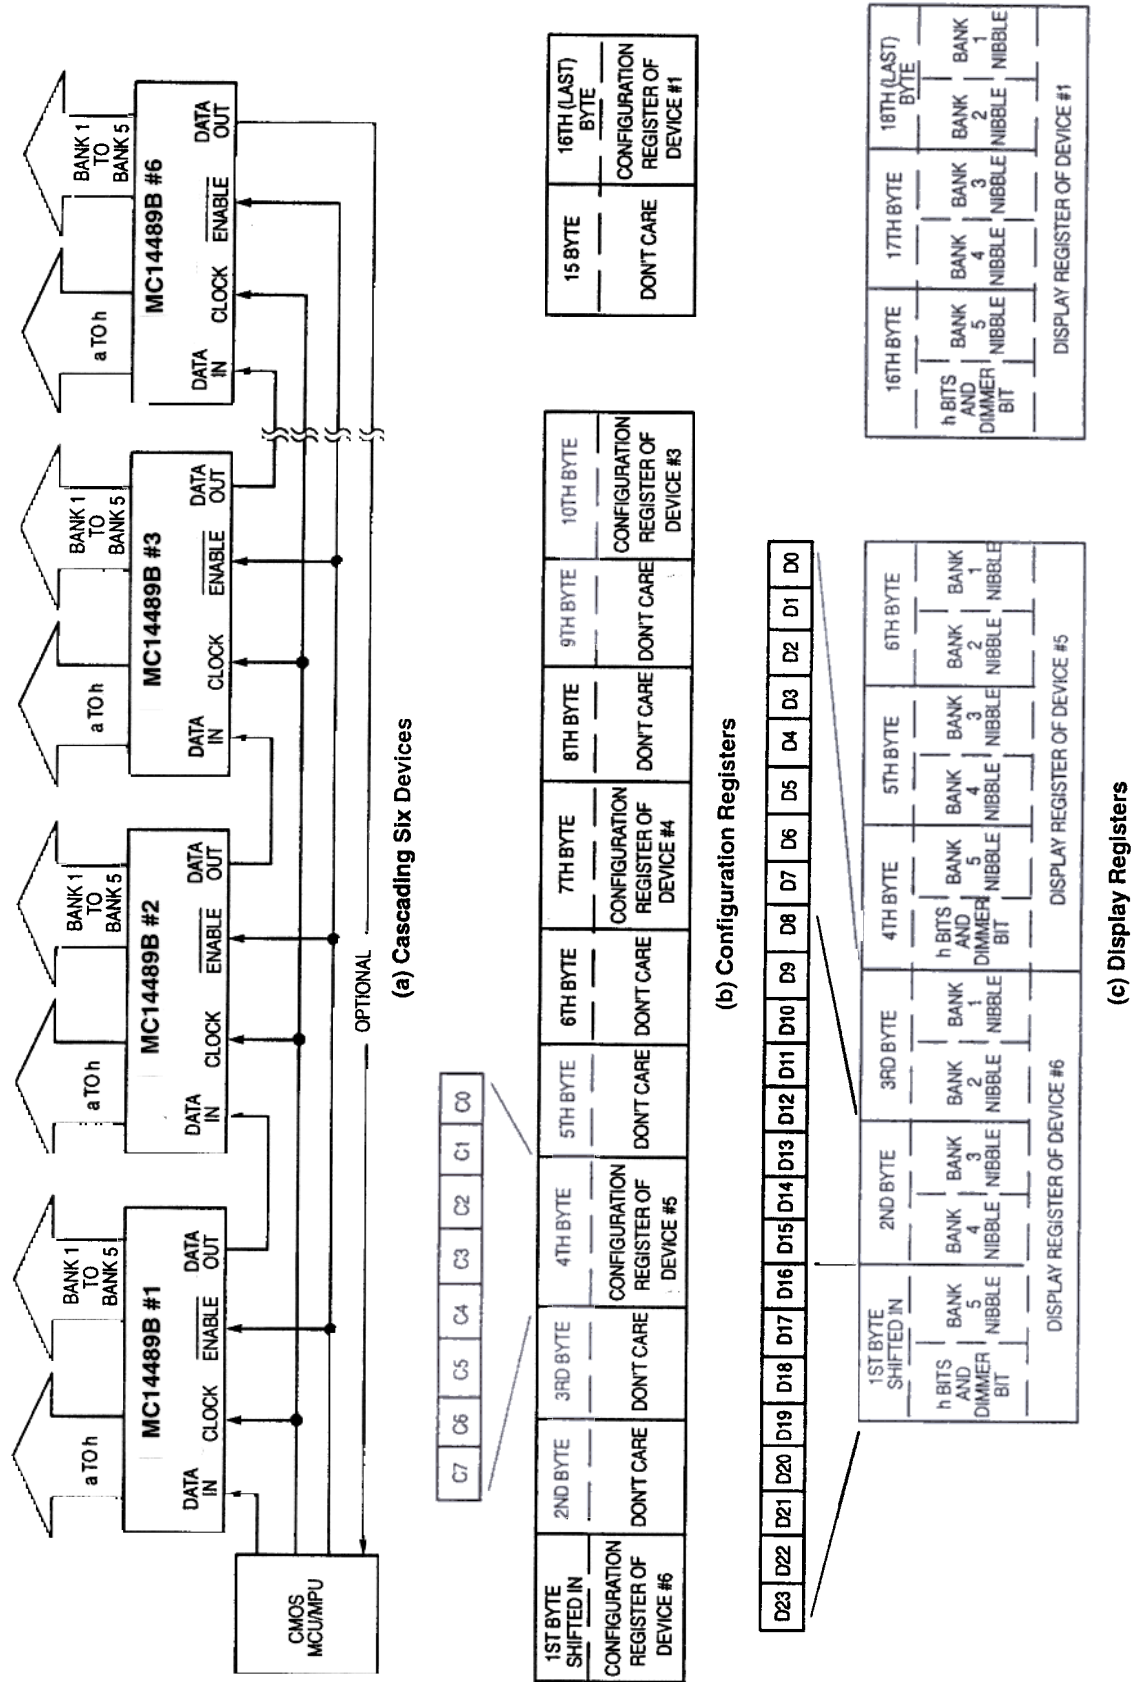 CMOS
MCU/MPU
a TO h
BANK 1
TO
BANK 5
MC14489B #1
DATA
IN
CLOCK
ENABLE
DATA
OUT
a TO h
BANK 1
TO
BANK 5
MC14489B #2
DATA
IN
CLOCK
ENABLE
DATA
OUT
a TO h
BANK 1
TO
BANK 5
MC14489B #3
DATA
IN
CLOCK
ENABLE
DATA
OUT
a TO h
BANK 1
TO
BANK 5
MC14489B #6
DATA
IN
CLOCK
ENABLE
DATA
OUT
OPTIONAL
(a) Cascading Six Devices
C7 C6 C5 C4 C3 C2 C1 C0
1ST BYTE
SHIFTED IN
CONFIGURATION
REGISTER OF
DEVICE #6
2ND BYTE
DON'T CARE
3RD BYTE
DON'T CARE
4TH BYTE
CONFIGURATION
REGISTER OF
DEVICE #5
5TH BYTE
DON'T CARE
6TH BYTE
DON'T CARE
7TH BYTE
CONFIGURATION
REGISTER OF
DEVICE #4
8TH BYTE
DON'T CARE
9TH BYTE
DON'T CARE
10TH BYTE
CONFIGURATION
REGISTER OF
DEVICE #3
15 BYTE
DON'T CARE
16TH (LAST)
BYTE
CONFIGURATION
REGISTER OF
DEVICE #1
(b) Configuration Registers
D23 D22 D21 D20 D19 D18 D17 D16 D15 D14 D13 D12 D11 D10 D9 D8 D7 D6 D5 D4 D3 D2 D1 D0
1ST BYTE
SHIFTED IN
h BITS
AND
DIMMER
BIT
BANK
5
NIBBLE
2ND BYTE
BANK
4
NIBBLE
BANK
3
NIBBLE
3RD BYTE
BANK
2
NIBBLE
BANK
1
NIBBLE
DISPLAY REGISTER OF DEVICE #6
4TH BYTE
h BITS
AND
DIMMER
BIT
BANK
5
NIBBLE
5TH BYTE
BANK
4
NIBBLE
BANK
3
NIBBLE
6TH BYTE
BANK
2
NIBBLE
BANK
1
NIBBLE
DISPLAY REGISTER OF DEVICE #5
16TH BYTE
h BITS
AND
DIMMER
BIT
BANK
5
NIBBLE
17TH BYTE
BANK
4
NIBBLE
BANK
3
NIBBLE
18TH (LAST)
BYTE
BANK
2
NIBBLE
BANK
1
NIBBLE
DISPLAY REGISTER OF DEVICE #1
(c) Display Registers